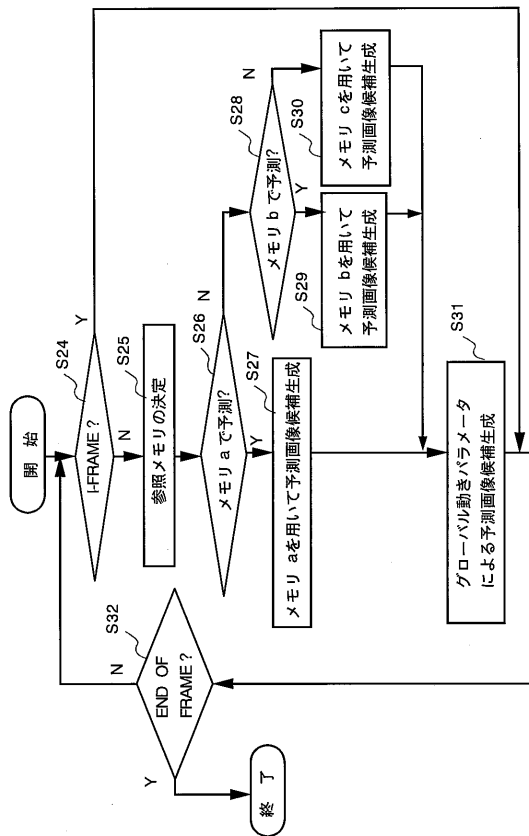 開始
S24
I-FRAME?
Y
N
S25
参照メモリの決定
S26
メモリ a で予測?
N
Y
S27
メモリ aを用いて予測画像候補生成
S28
メモリ b で予測?
N
Y
S29
メモリ bを用いて
予測画像候補生成
S30
メモリ cを用いて
予測画像候補生成
S31
グローバル動きパラメータ
による予測画像候補生成
S32
END OF
FRAME?
N
Y
終了